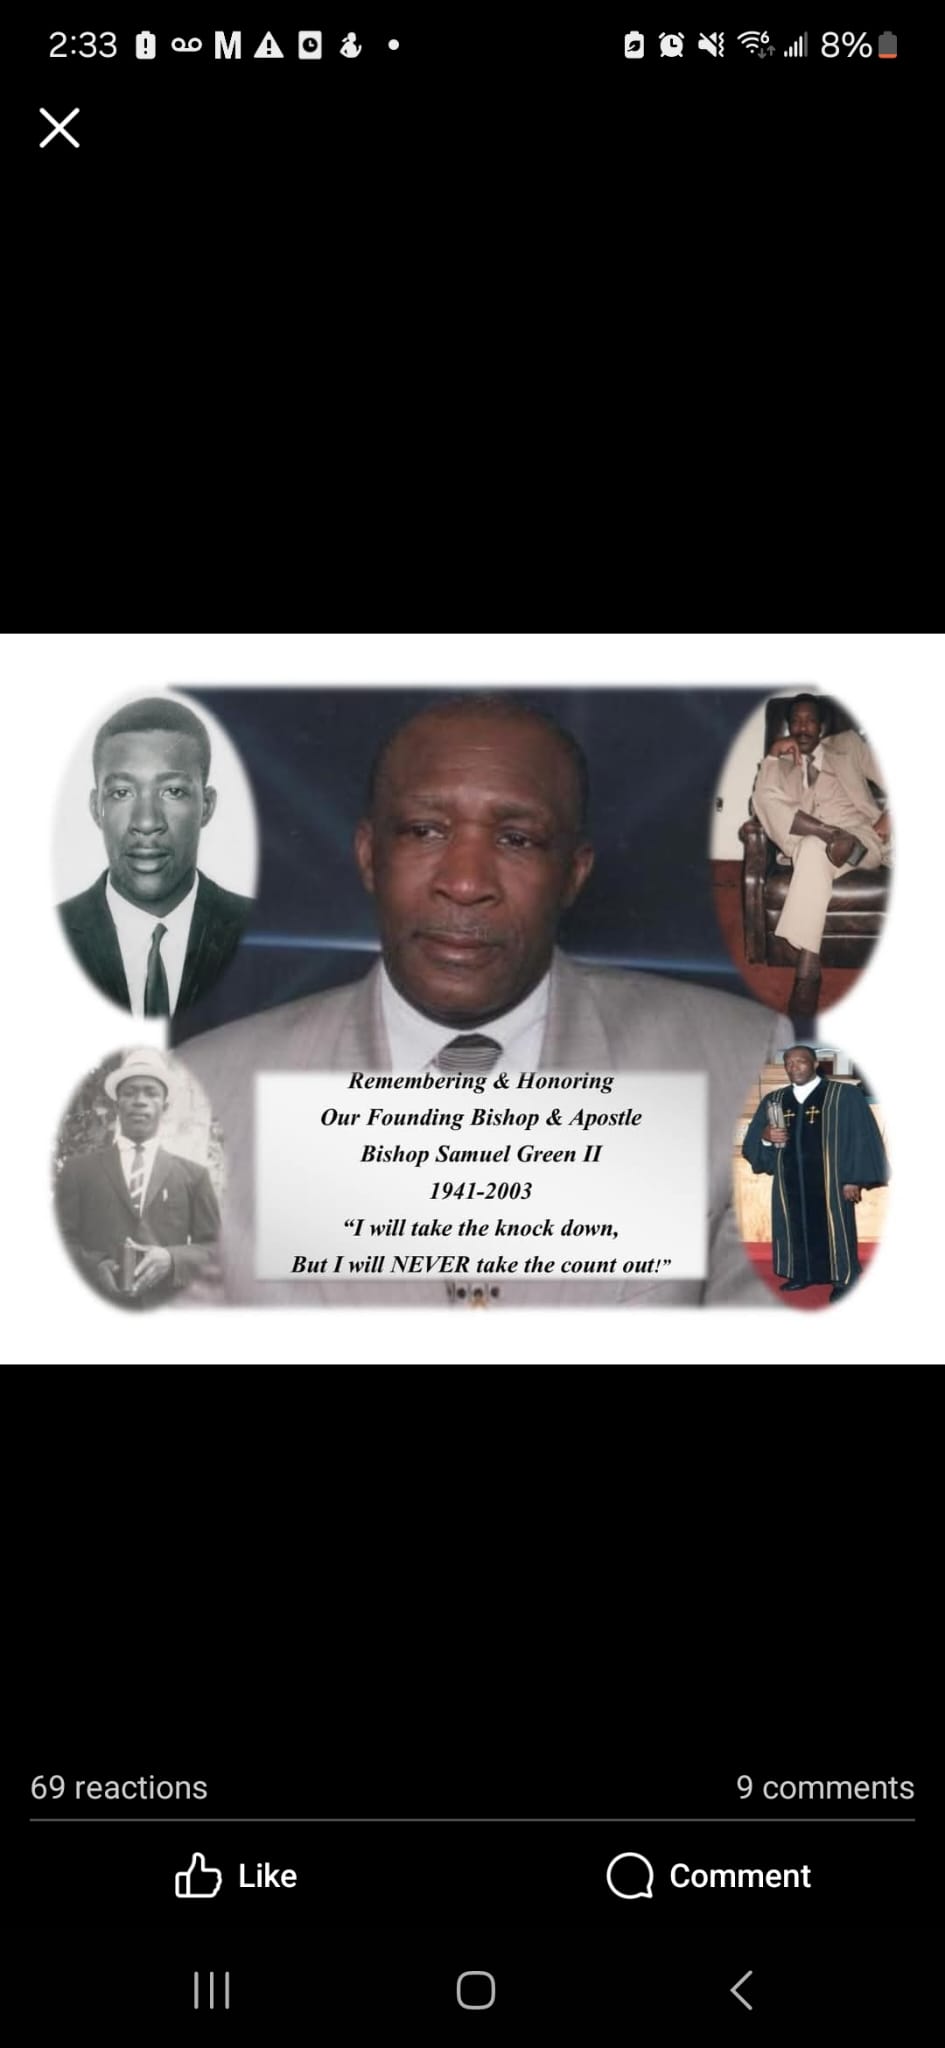 2:33
8%
Remembering & Honoring
Our Founding Bishop & Apostle
Bishop Samuel Green II
1941-2003
“I will take the knock down,
But I will NEVER take the count out!”
69 reactions
9 comments
Like
Comment